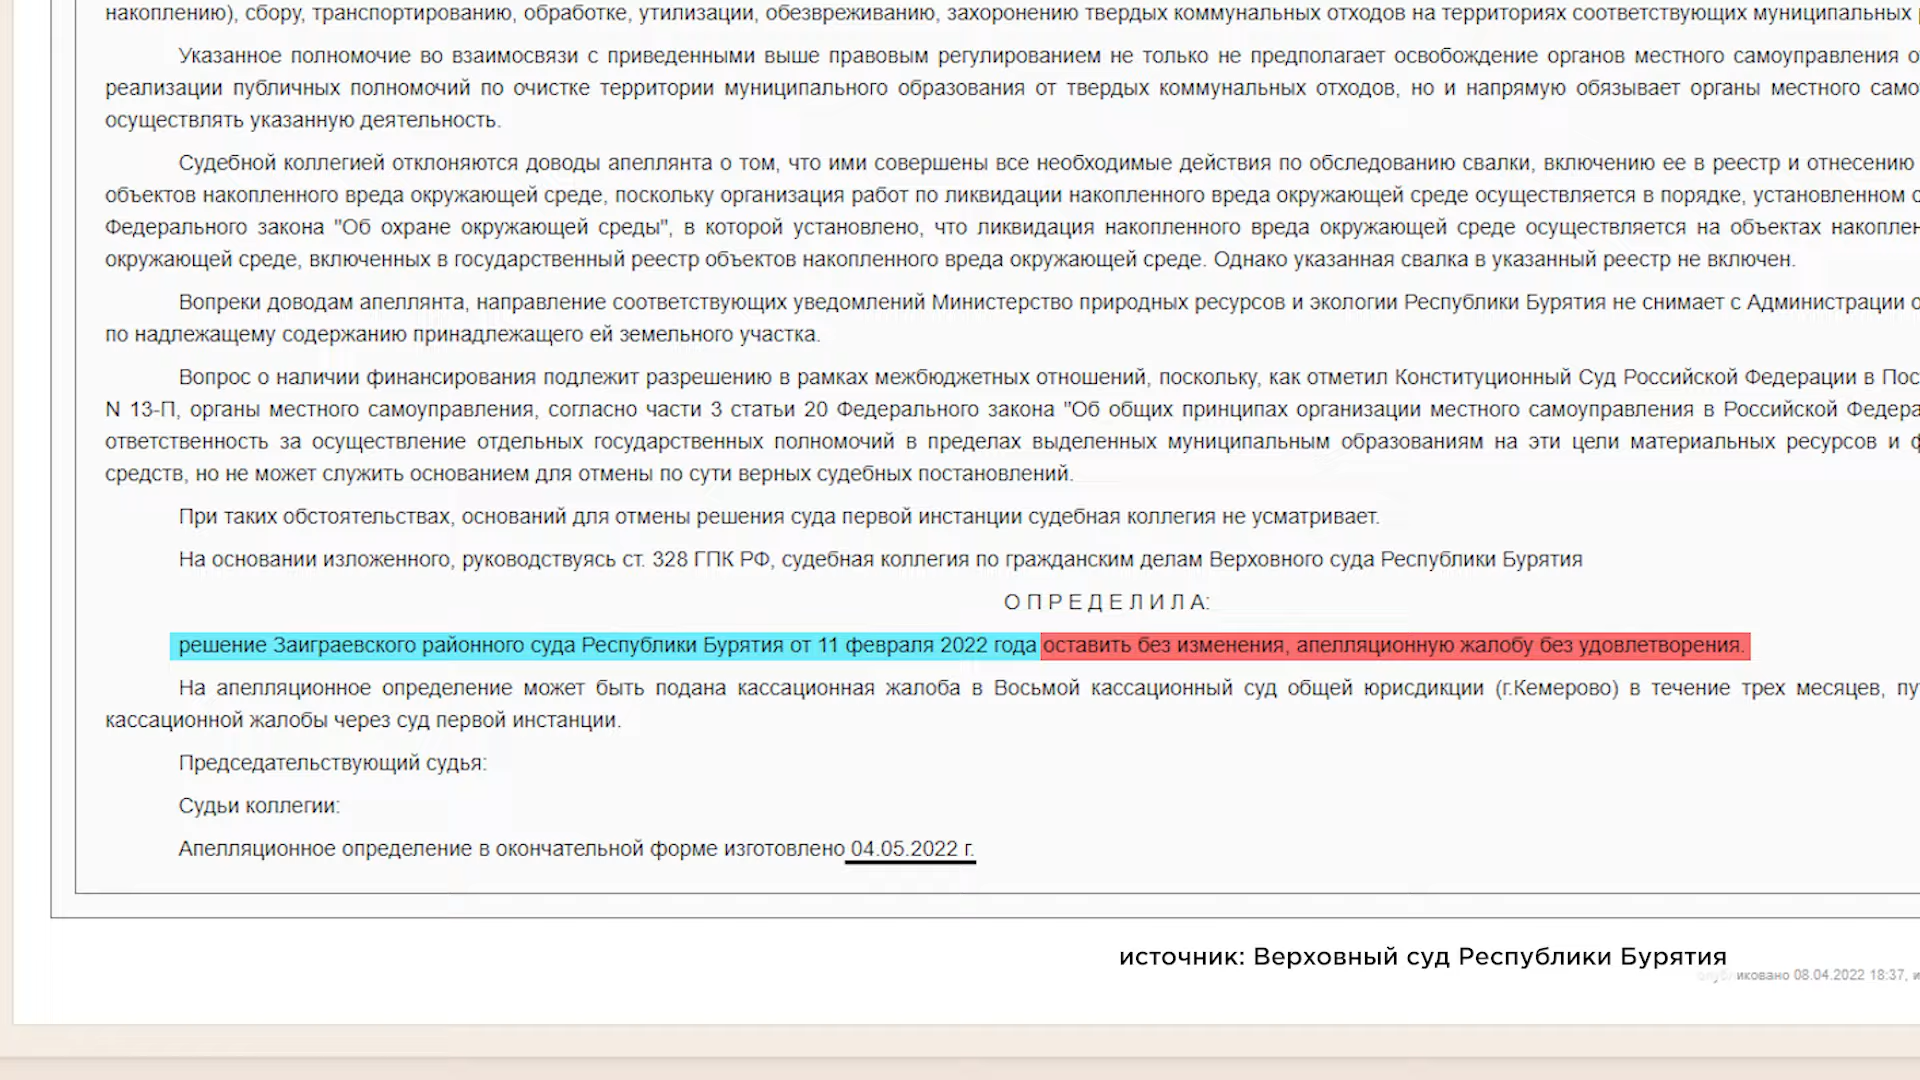 накоплению), сбору, транспортированию, обработке, утилизации, обезвреживанию, захоронению твердых коммунальных отходов на территориях соответствующих муниципальных
Указанное полномочие во взаимосвязи с приведенными выше правовым регулированием не только не предполагает освобождение органов местного самоуправления о
реализации публичных полномочий по очистке территории муниципального образования от твердых коммунальных отходов, но и напрямую обязывает органы местного само
осуществлять указанную деятельность.
Судебной коллегией отклоняются доводы апеллянта о том, что ими совершены все необходимые действия по обследованию свалки, включению ее в реестр и отнесению
объектов накопленного вреда окружающей среде, поскольку организация работ по ликвидации накопленного вреда окружающей среде осуществляется в порядке, установленном с
Федерального закона "Об охране окружающей среды", в которой установлено, что ликвидация накопленного вреда окружающей среде осуществляется на объектах накоплен
окружающей среде, включенных в государственный реестр объектов накопленного вреда окружающей среде. Однако указанная свалка в указанный реестр не включен.
Вопреки доводам апеллянта, направление соответствующих уведомлений Министерство природных ресурсов и экологии Республики Бурятия не снимает с Администрации о
по надлежащему содержанию принадлежащего ей земельного участка.
Вопрос о наличии финансирования подлежит разрешению в рамках межбюджетных отношений, поскольку, как отметил Конституционный Суд Российской Федерации в Пос
N 13-П, органы местного самоуправления, согласно части 3 статьи 20 Федерального закона "Об общих принципах организации местного самоуправления в Российской Федера
ответственность за осуществление отдельных государственных полномочий в пределах выделенных муниципальным образованиям на эти цели материальных ресурсов и ф
средств, но не может служить основанием для отмены по сути верных судебных постановлений.
При таких обстоятельствах, оснований для отмены решения суда первой инстанции судебная коллегия не усматривает.
На основании изложенного, руководствуясь ст. 328 ГПК РФ, судебная коллегия по гражданским делам Верховного суда Республики Бурятия
О П Р Е Д Е Л И Л А:
решение Заиграевского районного суда Республики Бурятия от 11 февраля 2022 года оставить без изменения, апелляционную жалобу без удовлетворения.
На апелляционное определение может быть подана кассационная жалоба в Восьмой кассационный суд общей юрисдикции (г.Кемерово) в течение трех месяцев, пу
кассационной жалобы через суд первой инстанции.
Председательствующий судья:
Судьи коллегии:
Апелляционное определение в окончательной форме изготовлено 04.05.2022 г.
источник: Верховный суд Республики Бурятия
опубликовано 08.04.2022 18:37, и